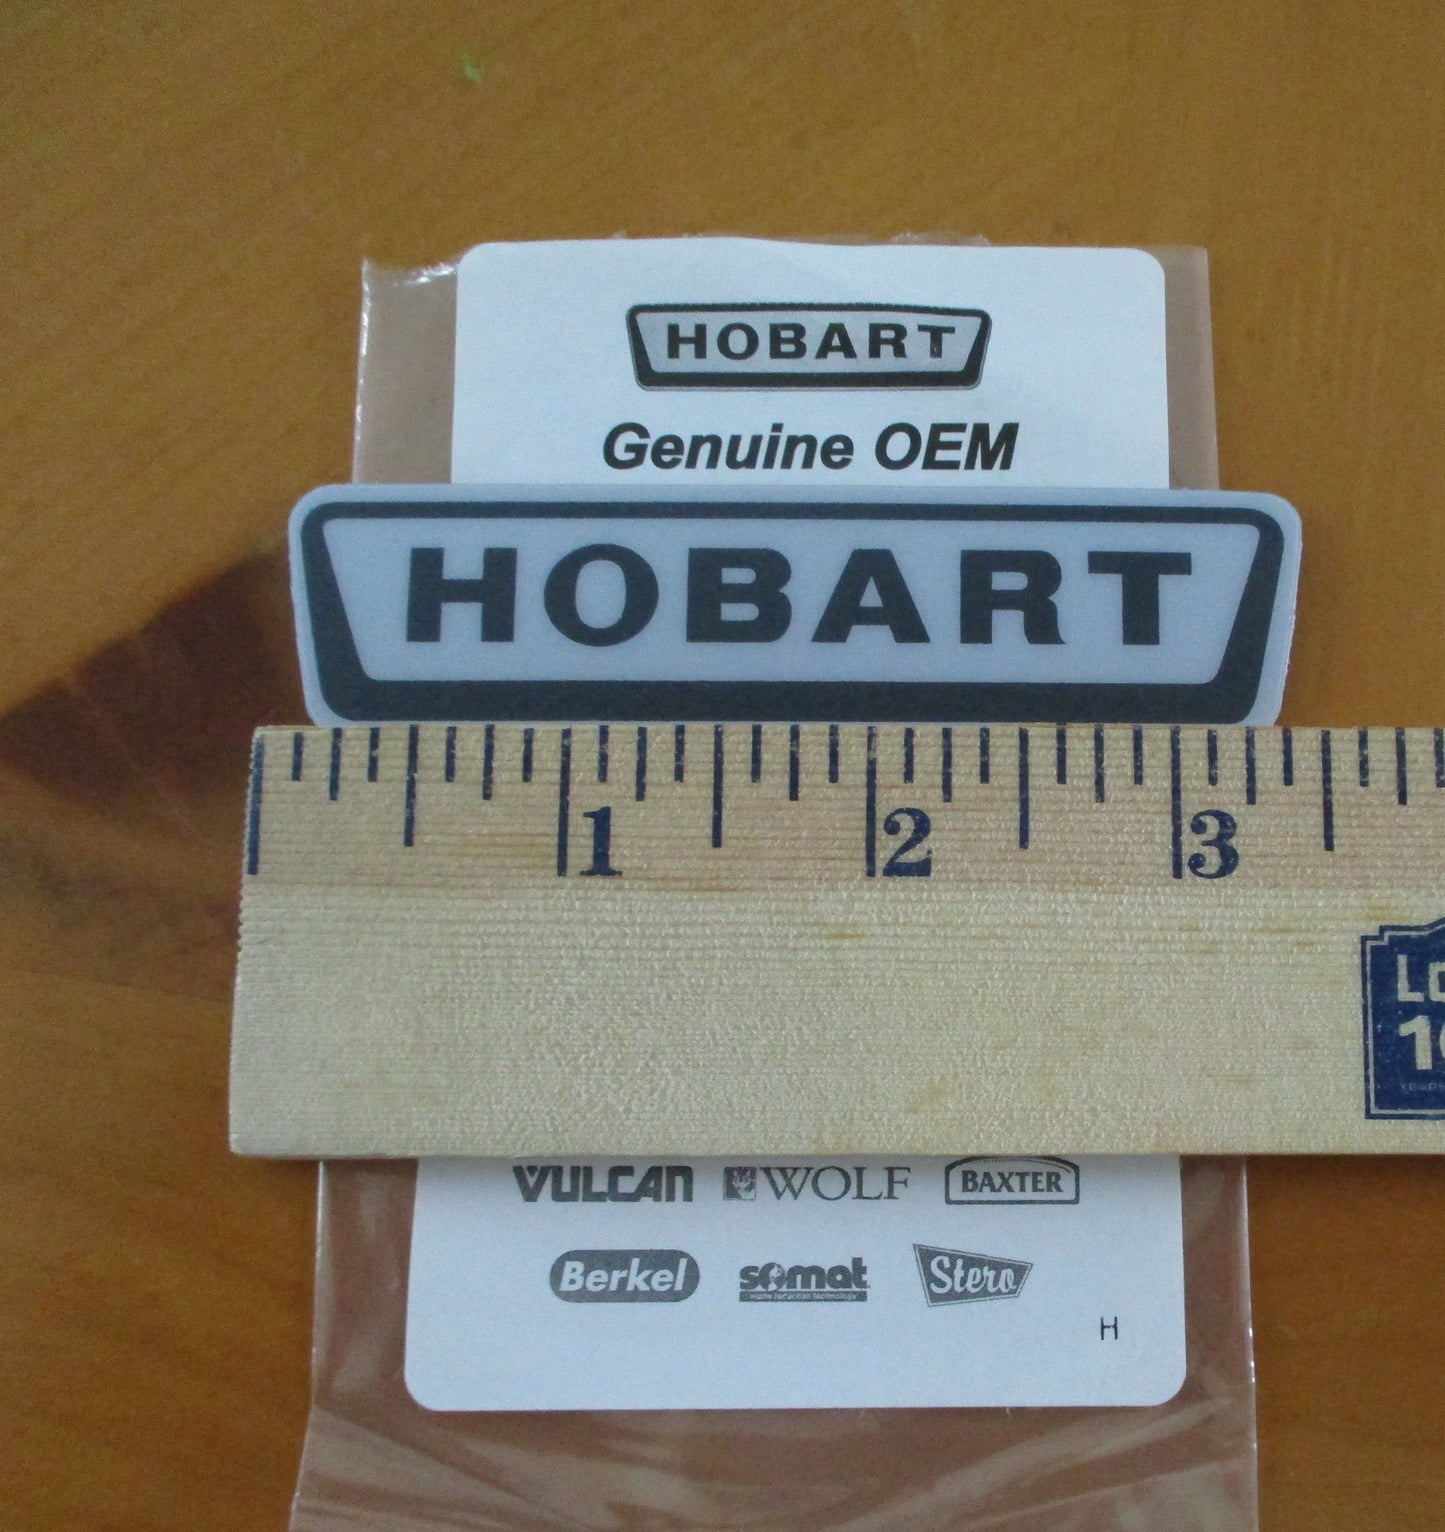 HOBART
Genuine OEM
HOBART
1 2 3
VULCAN WOLF BAXTER
Berkel somat Stero
H